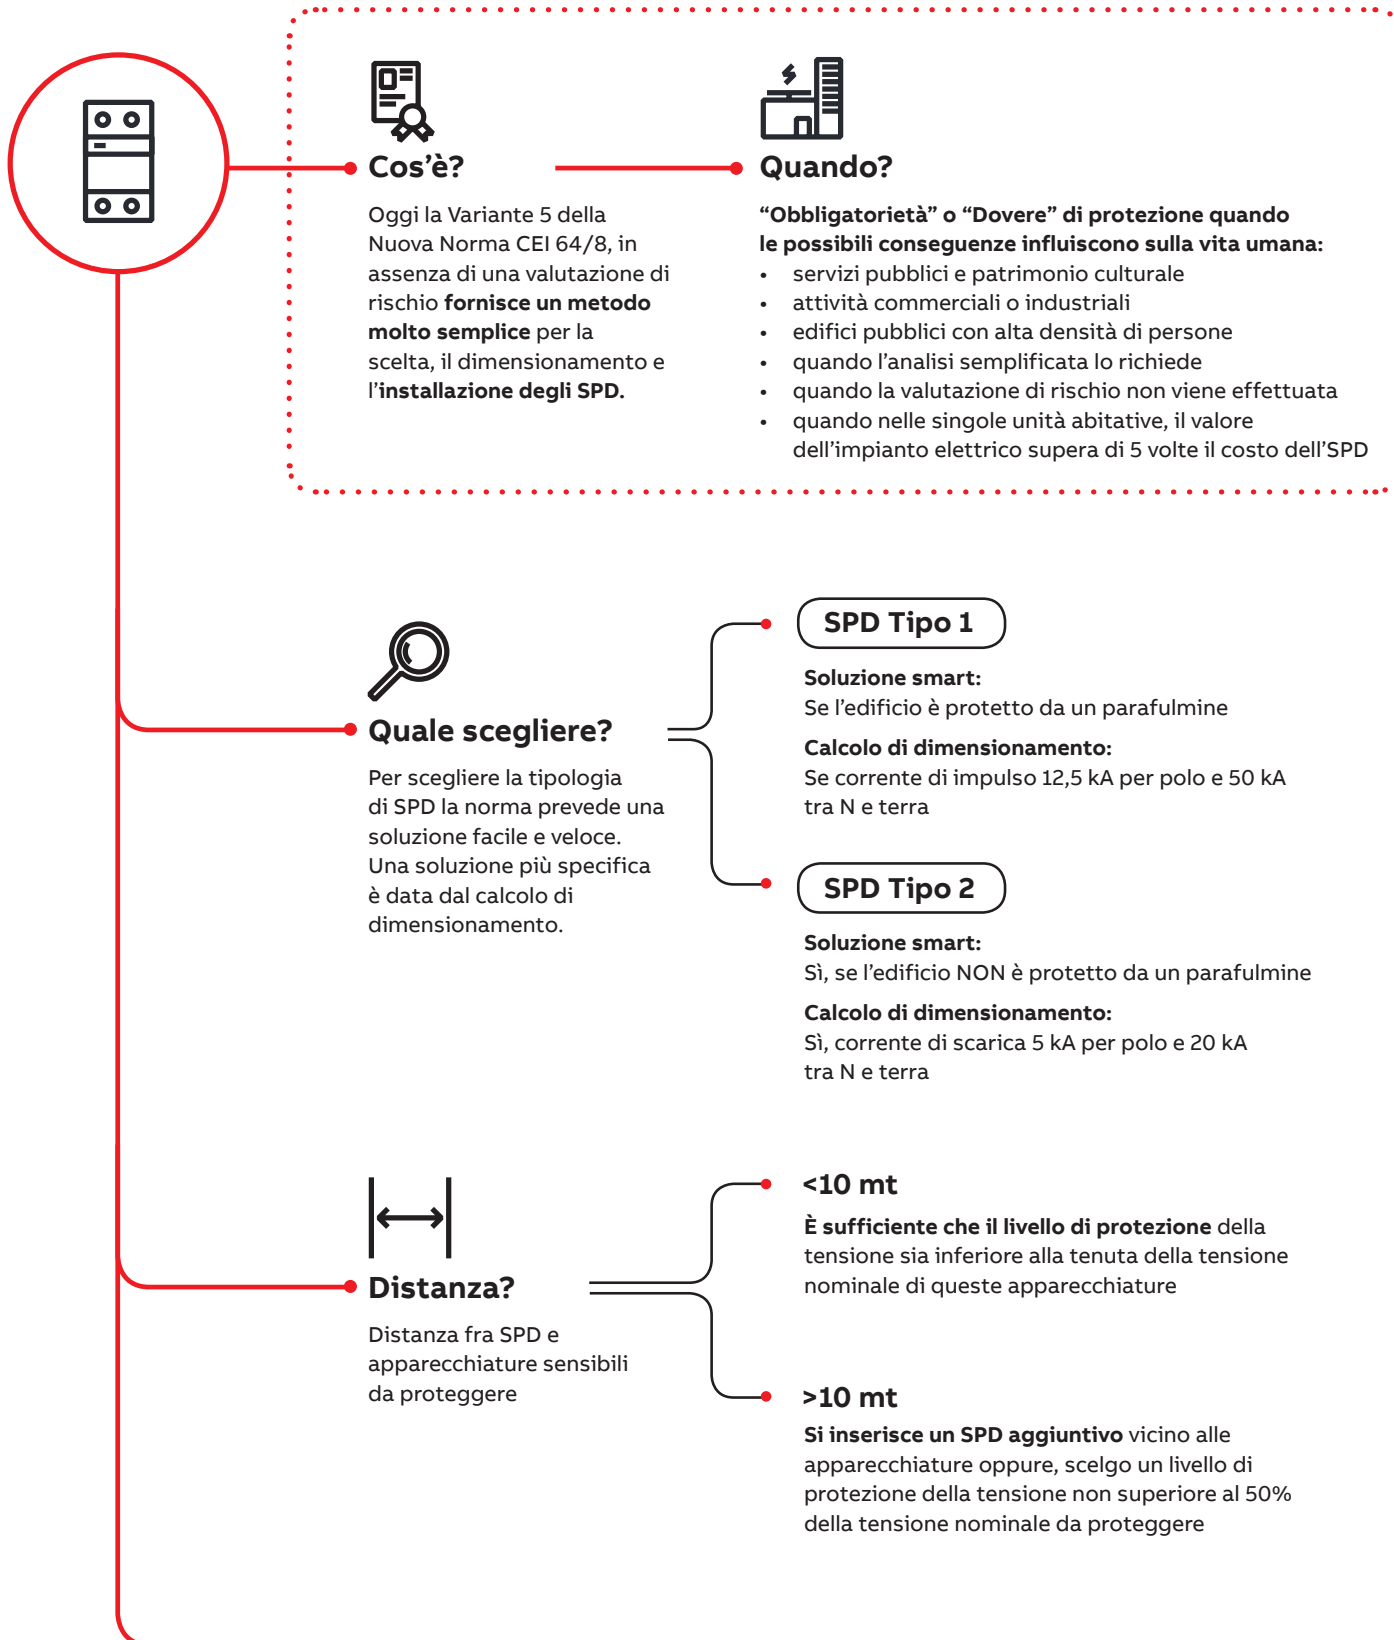 Cos'è?
Oggi la Variante 5 della
Nuova Norma CEI 64/8, in
assenza di una valutazione di
rischio fornisce un metodo
molto semplice per la
scelta, il dimensionamento e
l'installazione degli SPD.
Quando?
“Obbligatorietà” o “Dovere” di protezione quando
le possibili conseguenze influiscono sulla vita umana:
• servizi pubblici e patrimonio culturale
• attività commerciali o industriali
• edifici pubblici con alta densità di persone
• quando l'analisi semplificata lo richiede
• quando la valutazione di rischio non viene effettuata
• quando nelle singole unità abitative, il valore
dell'impianto elettrico supera di 5 volte il costo dell'SPD
Quale scegliere?
Per scegliere la tipologia
di SPD la norma prevede una
soluzione facile e veloce.
Una soluzione più specifica
è data dal calcolo di
dimensionamento.
SPD Tipo 1
Soluzione smart:
Se l'edificio è protetto da un parafulmine
Calcolo di dimensionamento:
Se corrente di impulso 12,5 kA per polo e 50 kA
tra N e terra
SPD Tipo 2
Soluzione smart:
Sì, se l'edificio NON è protetto da un parafulmine
Calcolo di dimensionamento:
Sì, corrente di scarica 5 kA per polo e 20 kA
tra N e terra
Distanza?
Distanza fra SPD e
apparecchiature sensibili
da proteggere
<10 mt
È sufficiente che il livello di protezione della
tensione sia inferiore alla tenuta della tensione
nominale di queste apparecchiature
>10 mt
Si inserisce un SPD aggiuntivo vicino alle
apparecchiature oppure, scelgo un livello di
protezione della tensione non superiore al 50%
della tensione nominale da proteggere